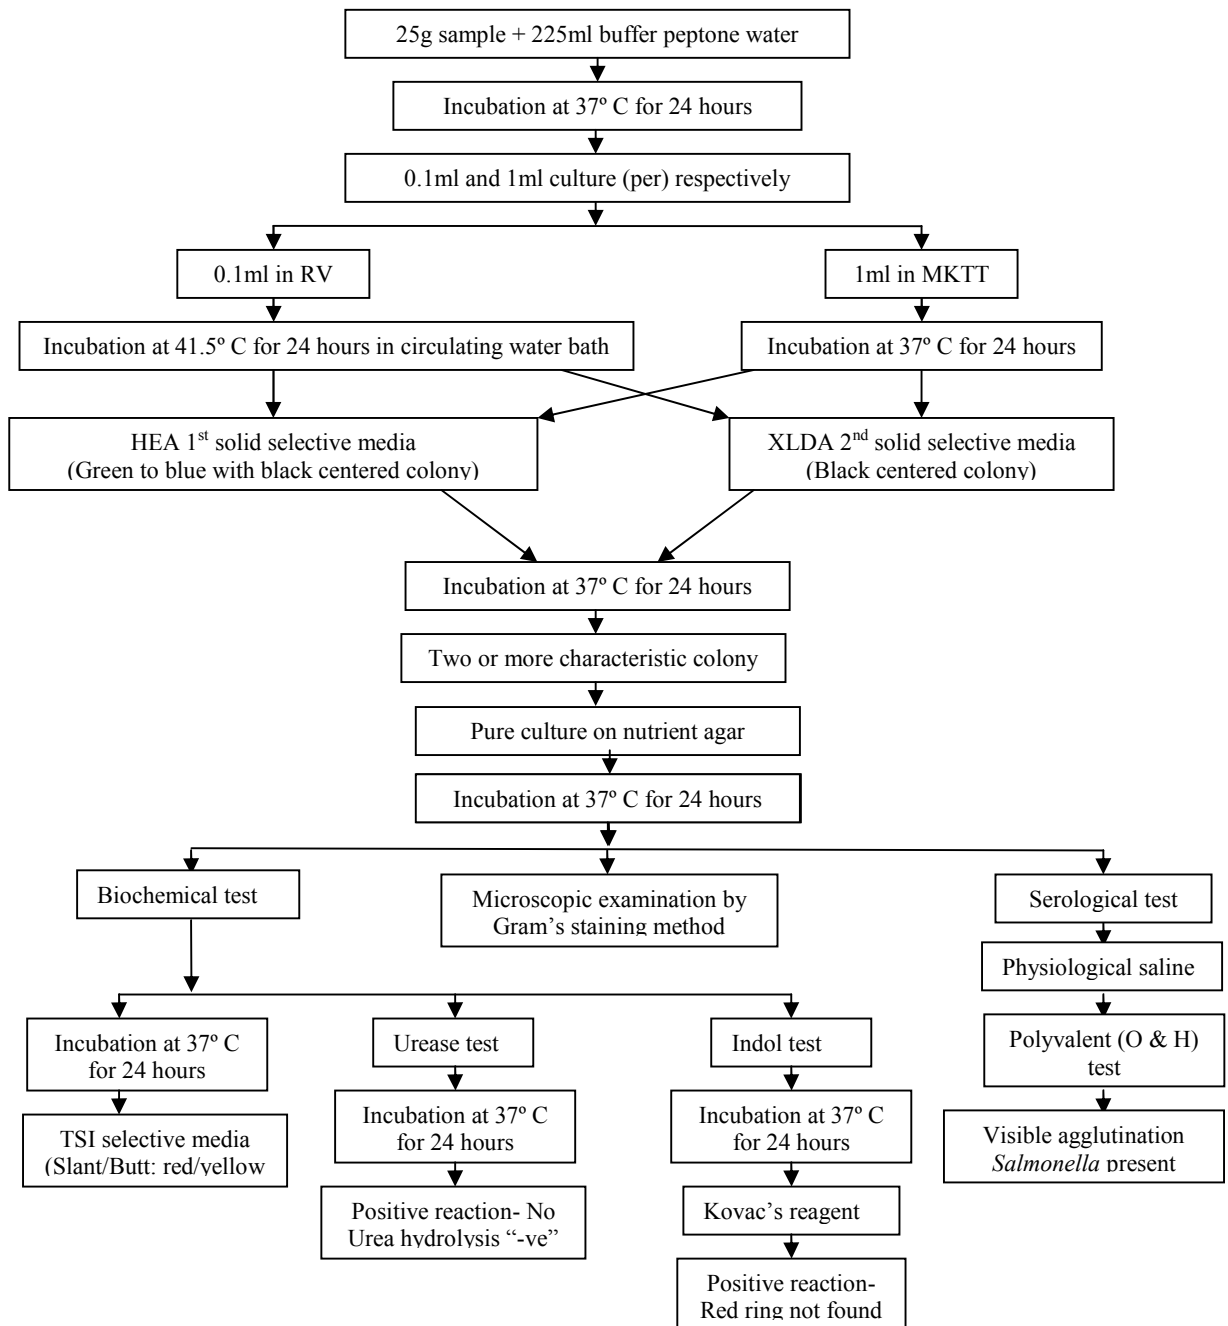 25g sample + 225ml buffer peptone water
Incubation at 37º C for 24 hours
0.1ml and 1ml culture (per) respectively
0.1ml in RV
1ml in MKTT
Incubation at 41.5º C for 24 hours in circulating water bath
Incubation at 37º C for 24 hours
HEA 1st solid selective media
(Green to blue with black centered colony)
XLDA 2nd solid selective media
(Black centered colony)
Incubation at 37º C for 24 hours
Two or more characteristic colony
Pure culture on nutrient agar
Incubation at 37º C for 24 hours
Biochemical test
Microscopic examination by
Gram’s staining method
Serological test
Physiological saline
Incubation at 37º C
for 24 hours
Urease test
Indol test
Polyvalent (O & H)
test
TSI selective media
(Slant/Butt: red/yellow
Incubation at 37º C
for 24 hours
Incubation at 37º C
for 24 hours
Visible agglutination
Salmonella present
Positive reaction- No
Urea hydrolysis “-ve”
Kovac’s reagent
Positive reaction-
Red ring not found